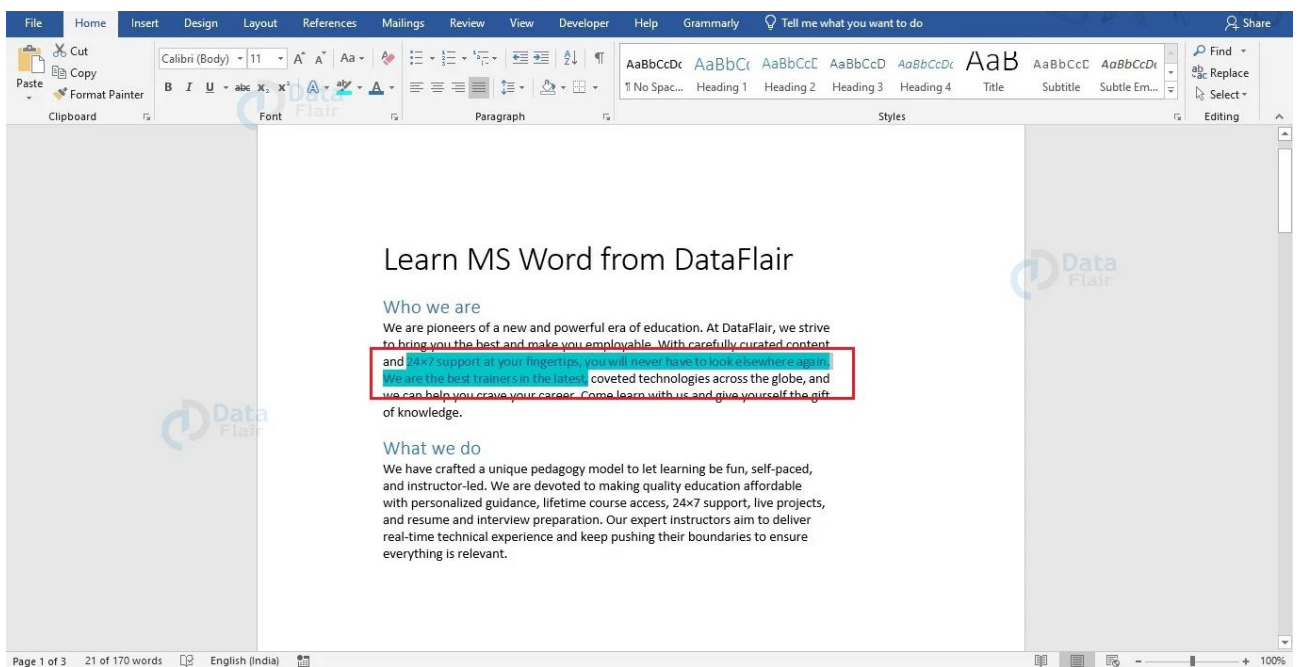 File Home Insert Design Layout References Mailings Review View Developer Help Grammarly Tell me what you want to do Share
Cut
Copy
Format Painter
Paste
Clipboard
Calibri (Body) 11 Aa
B I U abc X₂ X² A ab A
Font
Paragraph
AaBbCcDc AaBbC( AaBbCcE AaBbCcD AaBbCcDc AaB AaBbCcE AaBbCcDc
¶ No Spac... Heading 1 Heading 2 Heading 3 Heading 4 Title Subtitle Subtle Em...
Styles
Find
Replace
Select
Editing
Learn MS Word from DataFlair
Data
Flair
Who we are
We are pioneers of a new and powerful era of education. At DataFlair, we strive
to bring you the best and make you employable. With carefully curated content
and 24×7 support at your fingertips, you will never have to look elsewhere again.
We are the best trainers in the latest, coveted technologies across the globe, and
we can help you crave your career. Come learn with us and give yourself the gift
of knowledge.
Data
Flair
What we do
We have crafted a unique pedagogy model to let learning be fun, self-paced,
and instructor-led. We are devoted to making quality education affordable
with personalized guidance, lifetime course access, 24×7 support, live projects,
and resume and interview preparation. Our expert instructors aim to deliver
real-time technical experience and keep pushing their boundaries to ensure
everything is relevant.
Page 1 of 3 21 of 170 words English (India) 100%